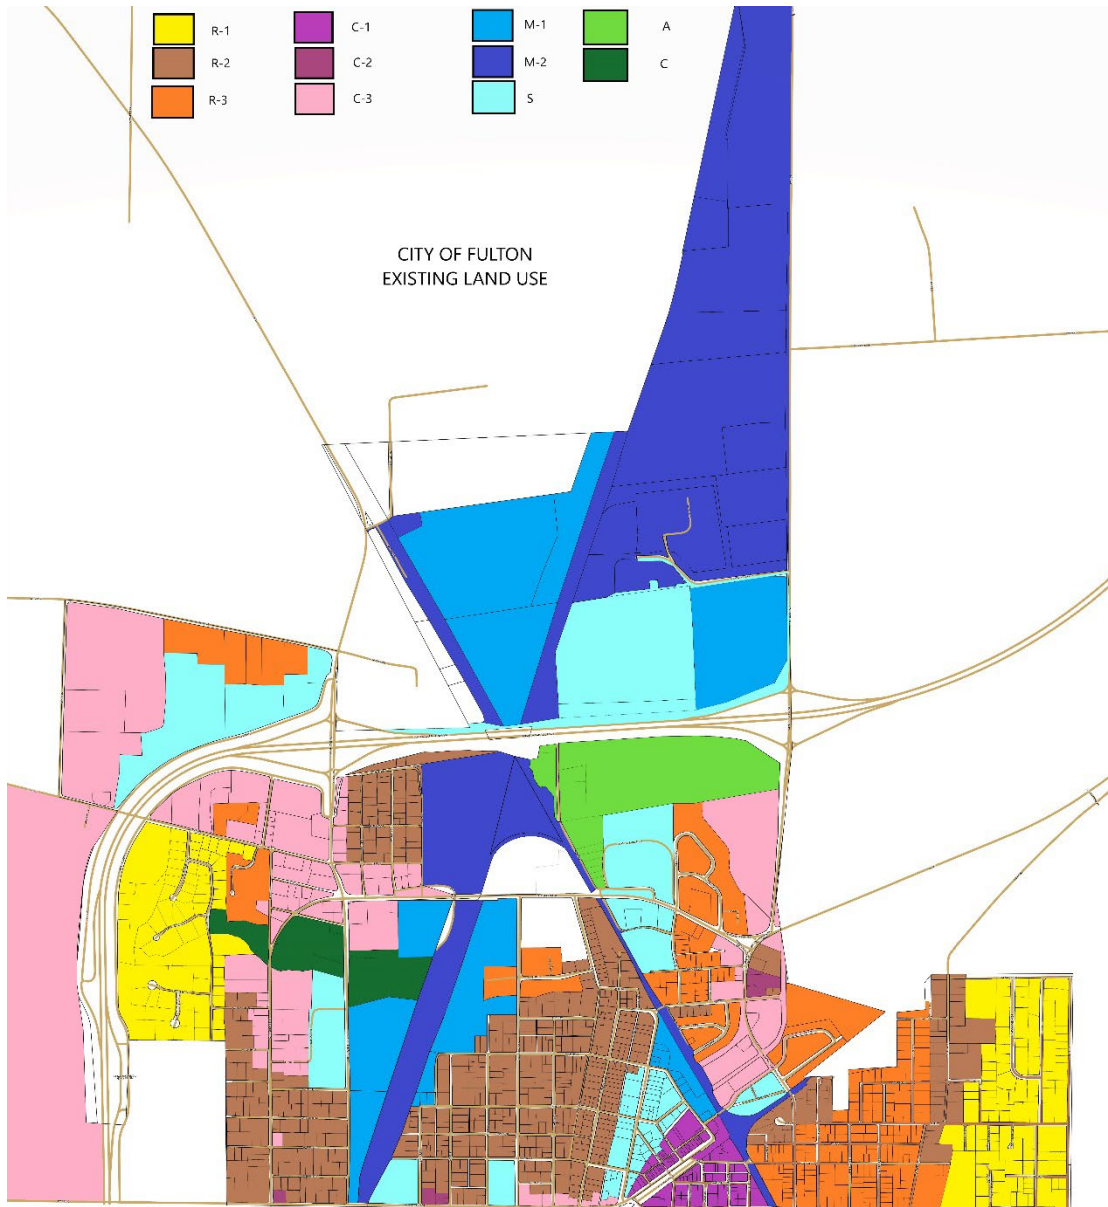 R-1
C-1
M-1
A
R-2
C-2
M-2
C
R-3
C-3
S
CITY OF FULTON
EXISTING LAND USE